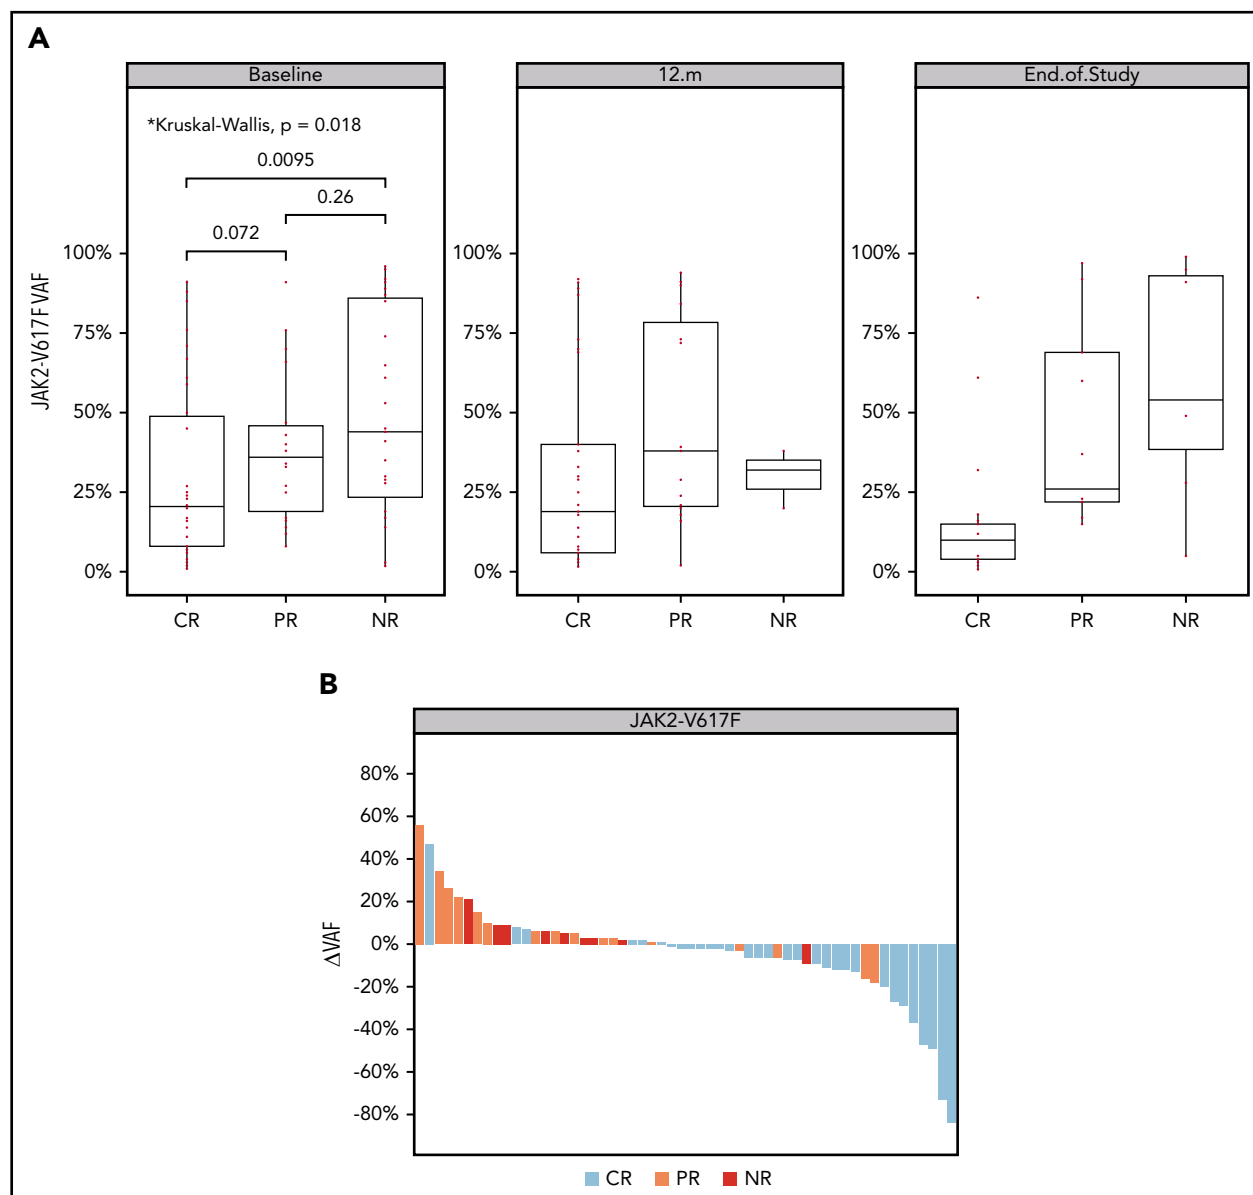 A
Baseline
12.m
End.of.Study
*Kruskal-Wallis, p = 0.018
0.0095
0.26
0.072
JAK2-V617F VAF
100%
75%
50%
25%
0%
100%
75%
50%
25%
0%
100%
75%
50%
25%
0%
CR PR NR
CR PR NR
CR PR NR
B
JAK2-V617F
ΔVAF
80%
60%
40%
20%
0%
-20%
-40%
-60%
-80%
CR PR NR